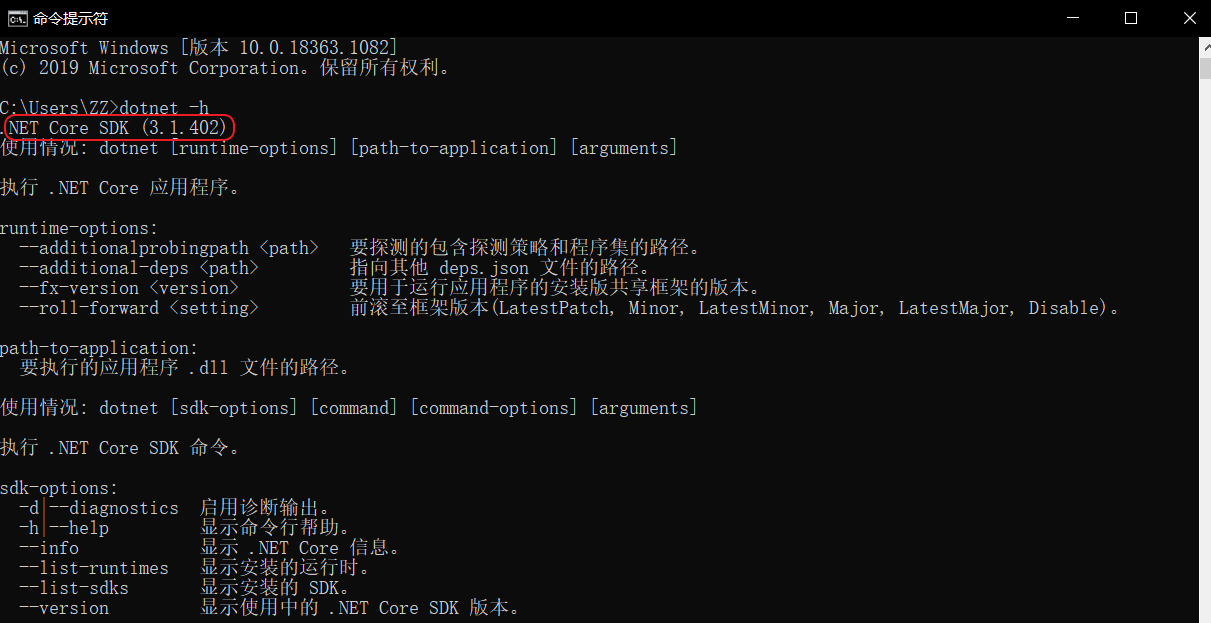 命令提示符
Microsoft Windows [版本 10.0.18363.1082]
(c) 2019 Microsoft Corporation。保留所有权利。
C:\Users\ZZ>dotnet -h
.NET Core SDK (3.1.402)
使用情况: dotnet [runtime-options] [path-to-application] [arguments]
执行 .NET Core 应用程序。
runtime-options:
--additionalprobingpath <path> 要探测的包含探测策略和程序集的路径。
--additional-deps <path> 指向其他 deps.json 文件的路径。
--fx-version <version> 要用于运行应用程序的安装版共享框架的版本。
--roll-forward <setting> 前滚至框架版本(LatestPatch, Minor, LatestMinor, Major, LatestMajor, Disable)。
path-to-application:
要执行的应用程序 .dll 文件的路径。
使用情况: dotnet [sdk-options] [command] [command-options] [arguments]
执行 .NET Core SDK 命令。
sdk-options:
-d|--diagnostics 启用诊断输出。
-h|--help 显示命令行帮助。
--info 显示 .NET Core 信息。
--list-runtimes 显示安装的运行时。
--list-sdks 显示安装的 SDK。
--version 显示使用中的 .NET Core SDK 版本。